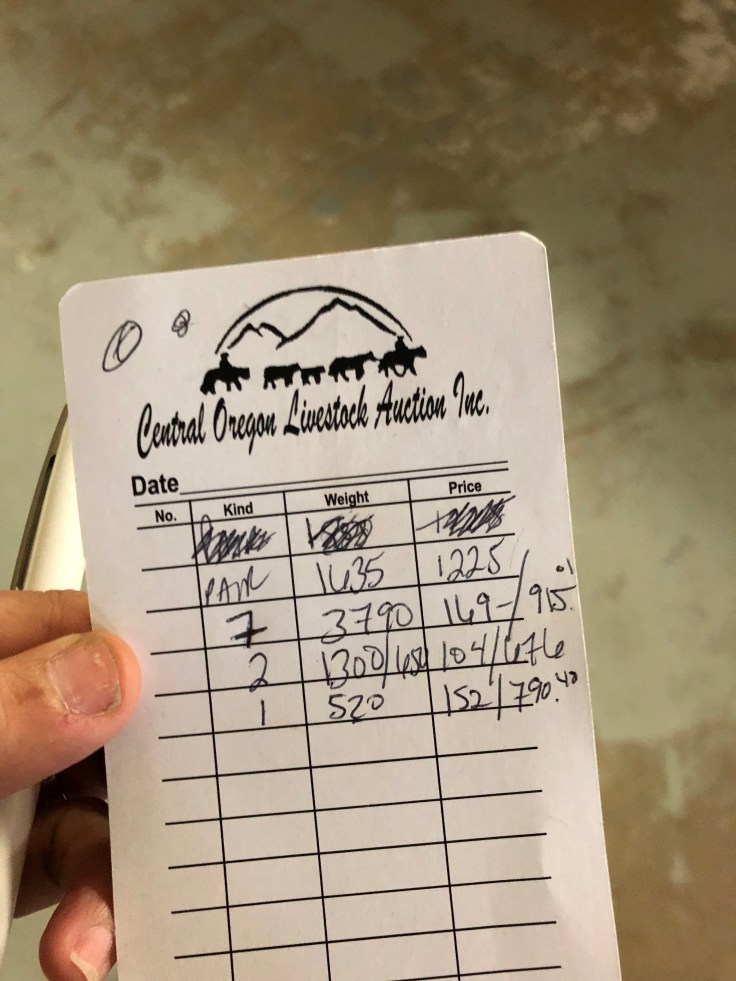 Central Oregon Livestock Auction Inc.
Date
No. Kind Weight Price
PAIR 1635 1225
7 3790 169-/915.01
2 1300/650 104/676
1 520 152/790.40